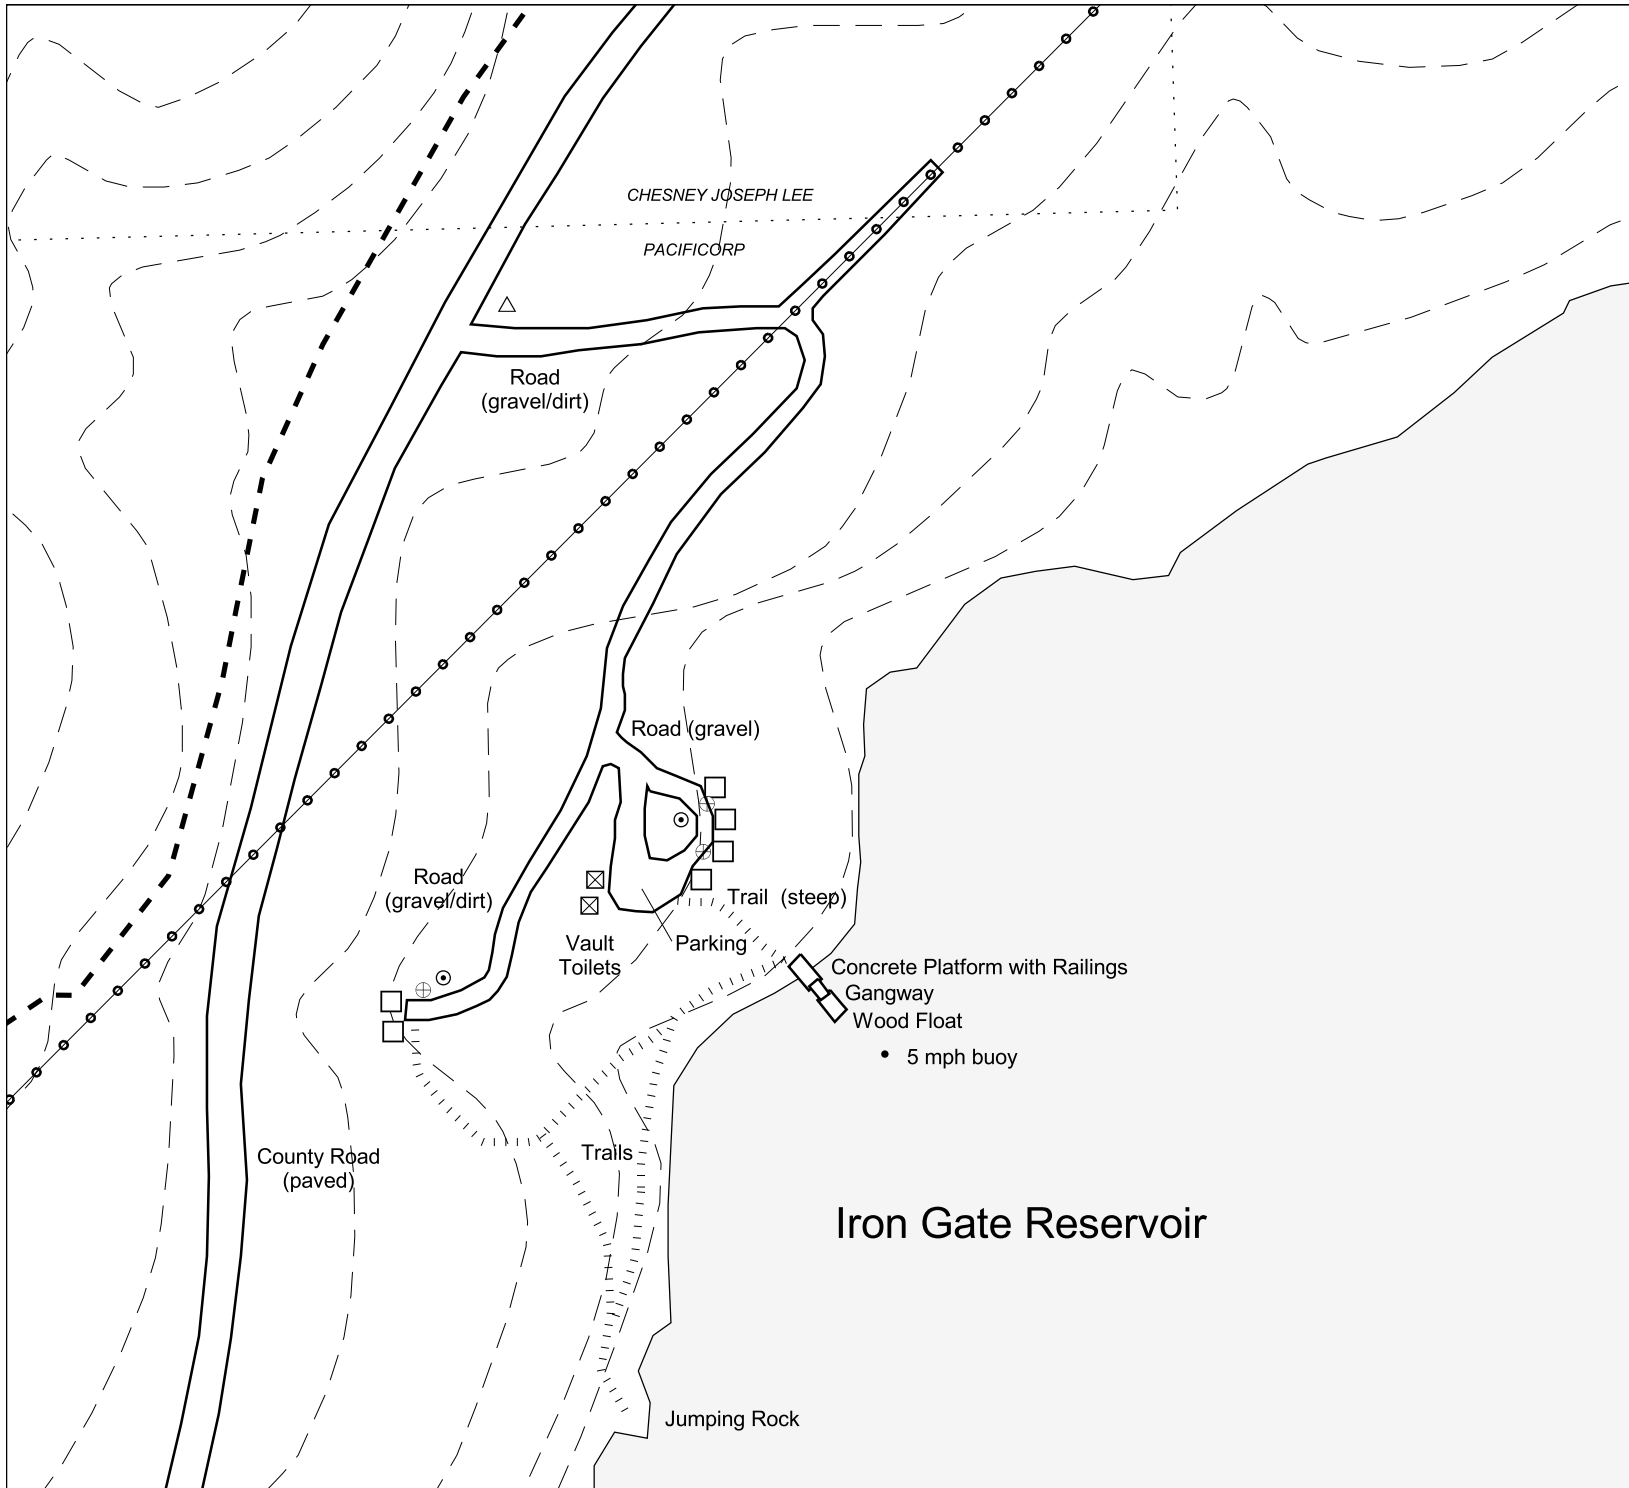 CHESNEY JOSEPH LEE
PACIFICORP
Road
(gravel/dirt)
Road (gravel)
Road
(gravel/dirt)
Trail (steep)
Vault
Toilets
Parking
Concrete Platform with Railings
Gangway
Wood Float
5 mph buoy
Trails
County Road
(paved)
Iron Gate Reservoir
Jumping Rock